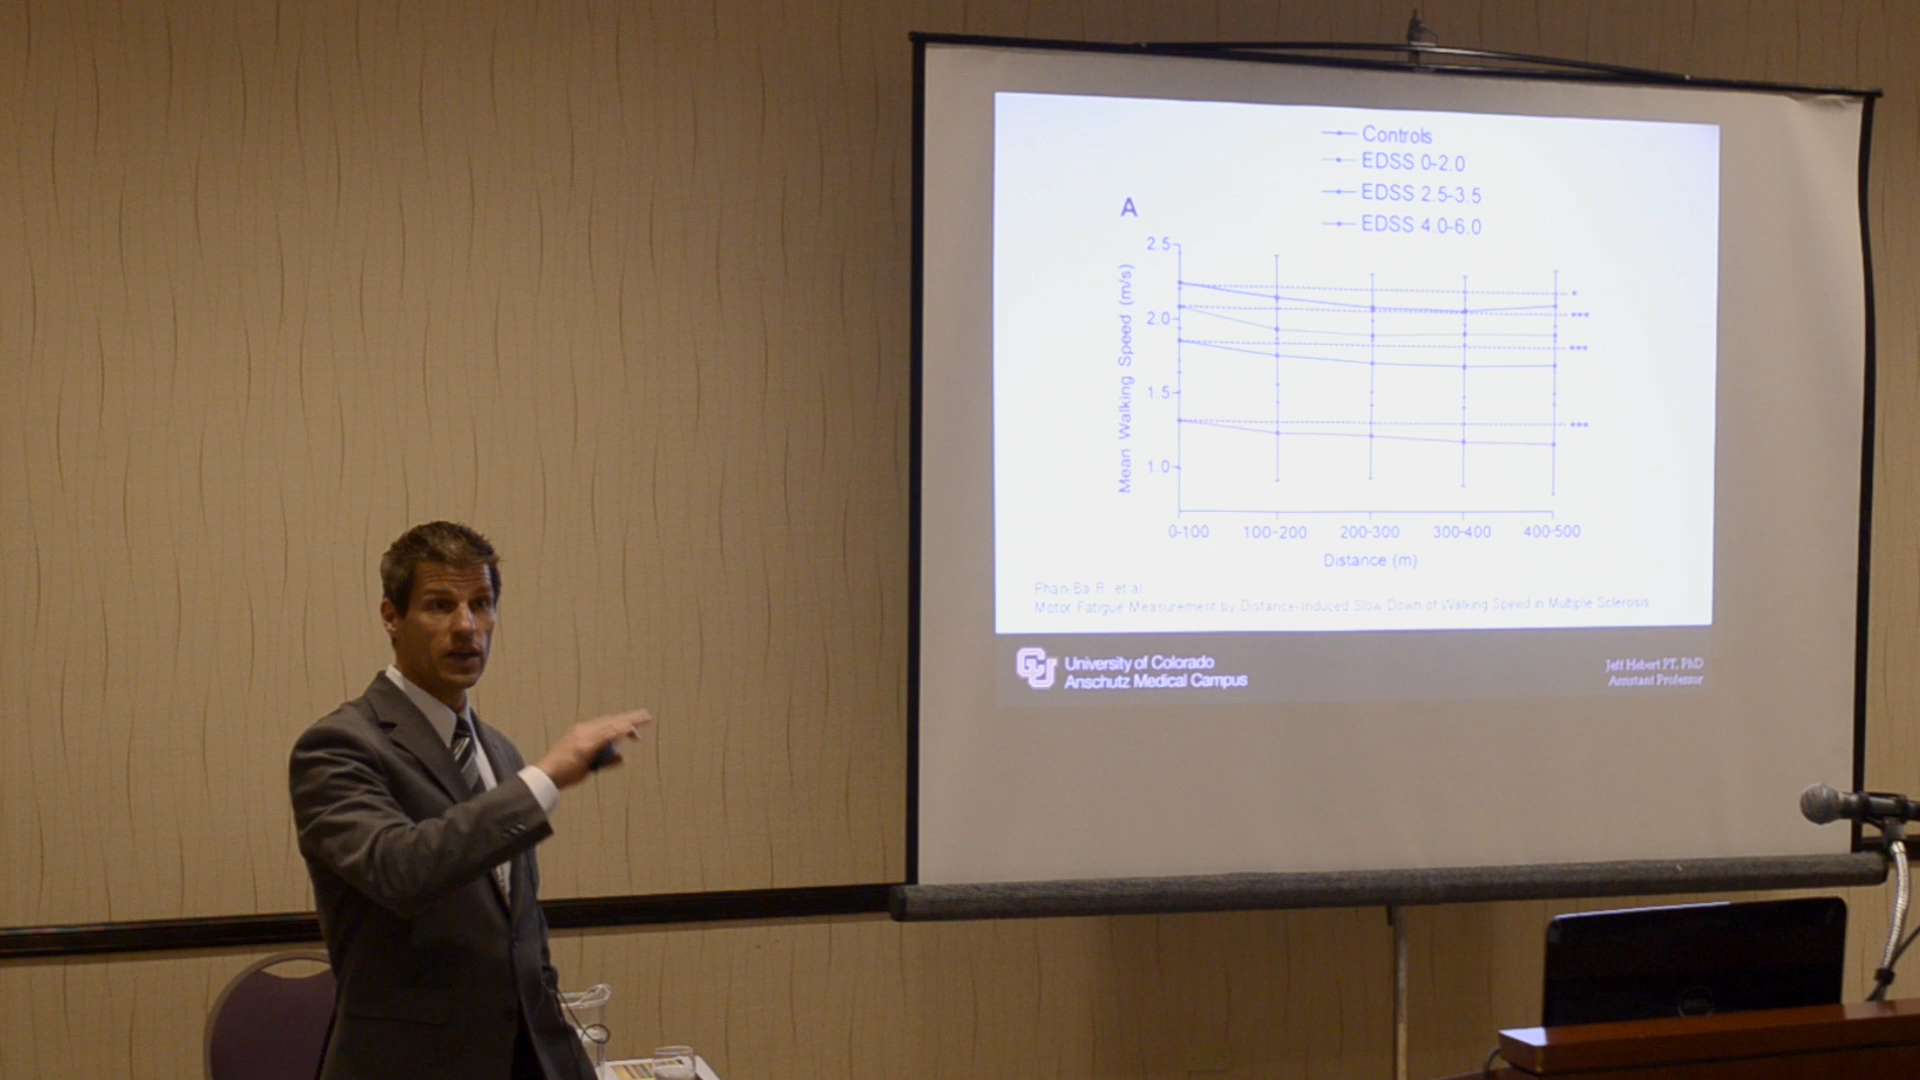 Controls
EDSS 0-2.0
EDSS 2.5-3.5
EDSS 4.0-6.0
A
2.5
2.0
1.5
1.0
Mean Walking Speed (m/s)
0-100 100-200 200-300 300-400 400-500
Distance (m)
Phan-Ba R. et al
Motor Fatigue Measurement by Distance-Induced Slow Down of Walking Speed in Multiple Sclerosis
CU
University of Colorado
Anschutz Medical Campus
Jeff Hebert PT, PhD
Assistant Professor
DELL